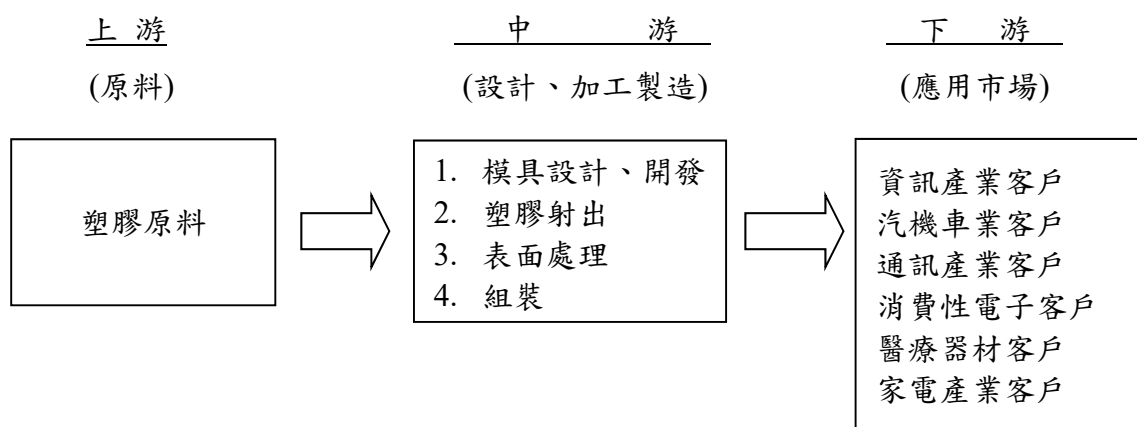 上 游
(原料)
塑膠原料
中 游
(設計、加工製造)
1. 模具設計、開發
2. 塑膠射出
3. 表面處理
4. 組裝
下 游
(應用市場)
資訊產業客戶
汽機車業客戶
通訊產業客戶
消費性電子客戶
醫療器材客戶
家電產業客戶